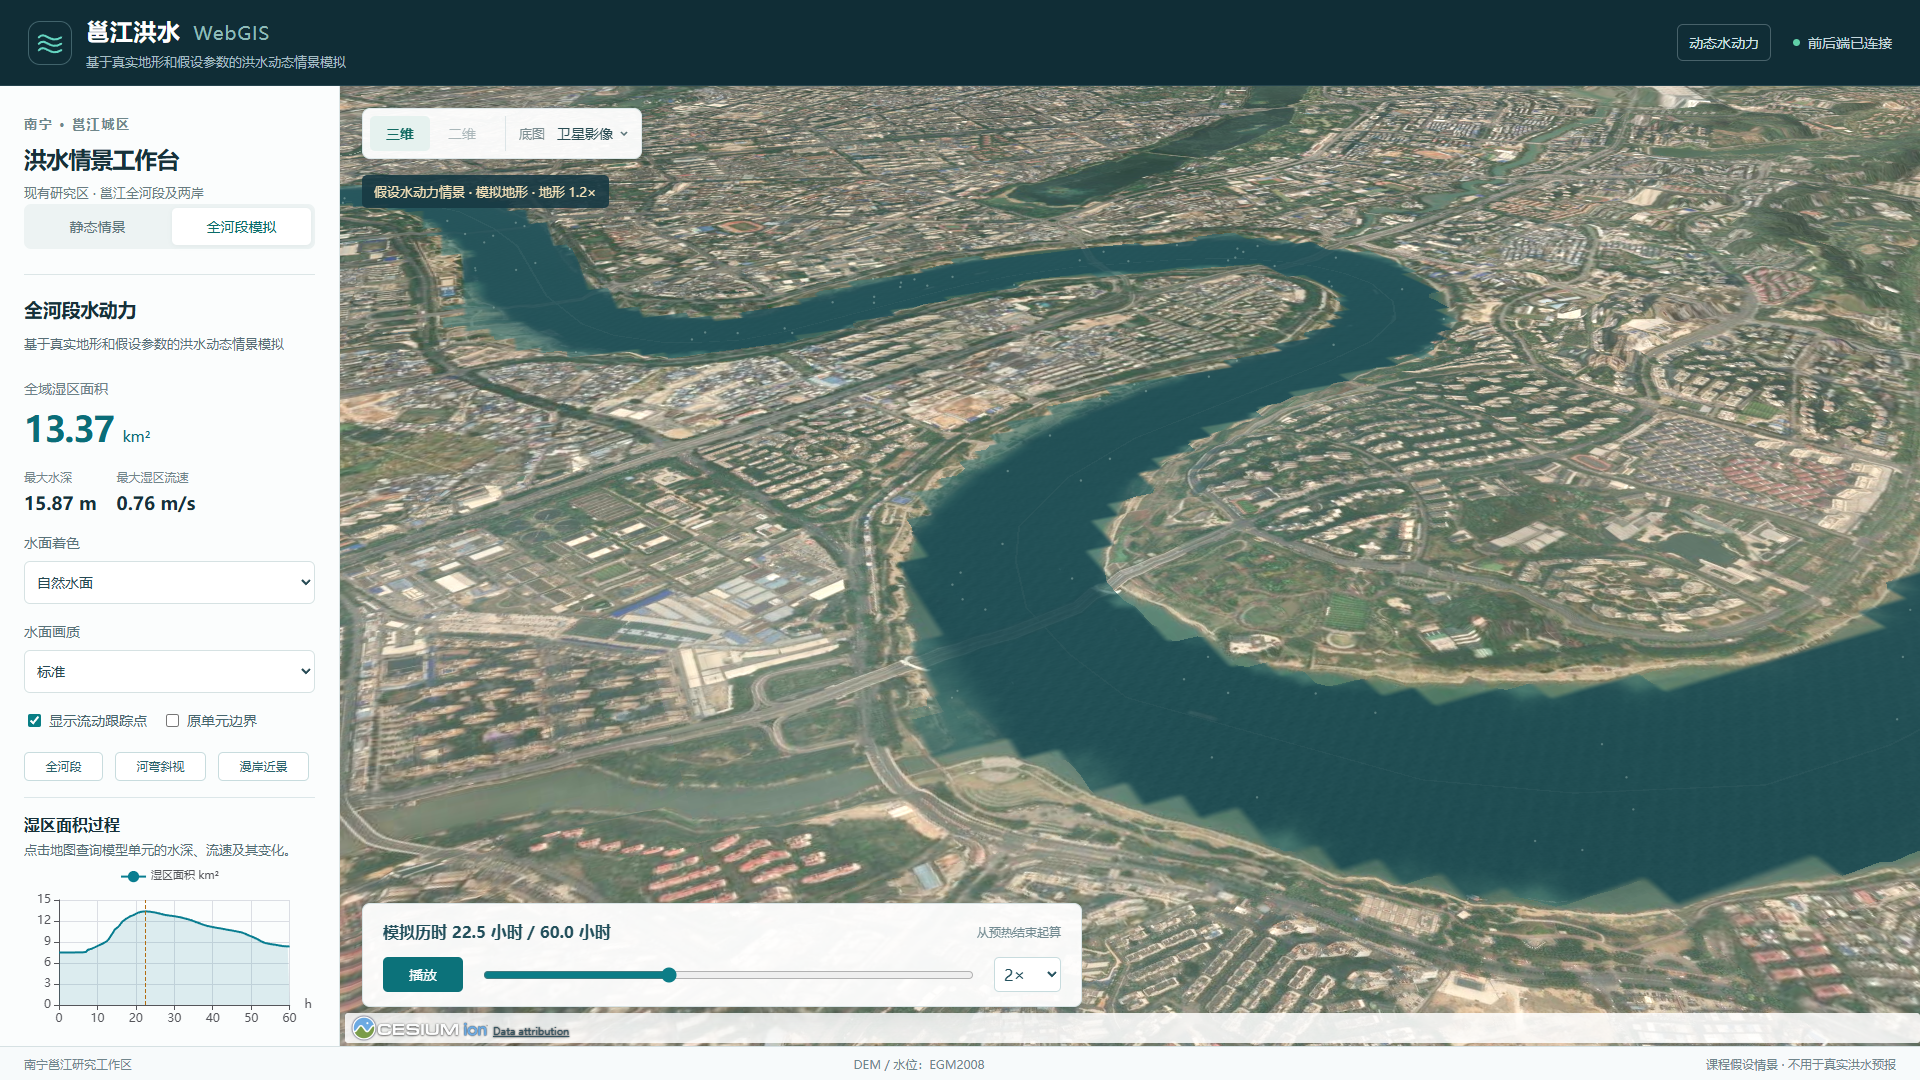 邕江洪水 WebGIS
基于真实地形和假设参数的洪水动态情景模拟
动态水动力
前后端已连接
南宁 • 邕江城区
洪水情景工作台
现有研究区 · 邕江全河段及两岸
静态情景 全河段模拟
全河段水动力
基于真实地形和假设参数的洪水动态情景模拟
全域湿区面积
13.37 km²
最大水深 最大湿区流速
15.87 m 0.76 m/s
水面着色
自然水面
水面画质
标准
显示流动跟踪点 原单元边界
全河段 河弯斜视 漫岸近景
湿区面积过程
点击地图查询模型单元的水深、流速及其变化。
湿区面积 km²
15
12
9
6
3
0
0 10 20 30 40 50 60 h
三维 二维 底图 卫星影像
假设水动力情景 · 模拟地形 · 地形 1.2×
模拟历时 22.5 小时 / 60.0 小时
从预热结束起算
播放 2×
CESIUM ion Data attribution
南宁邕江研究工作区
DEM / 水位: EGM2008
课程假设情景 · 不用于真实洪水预报